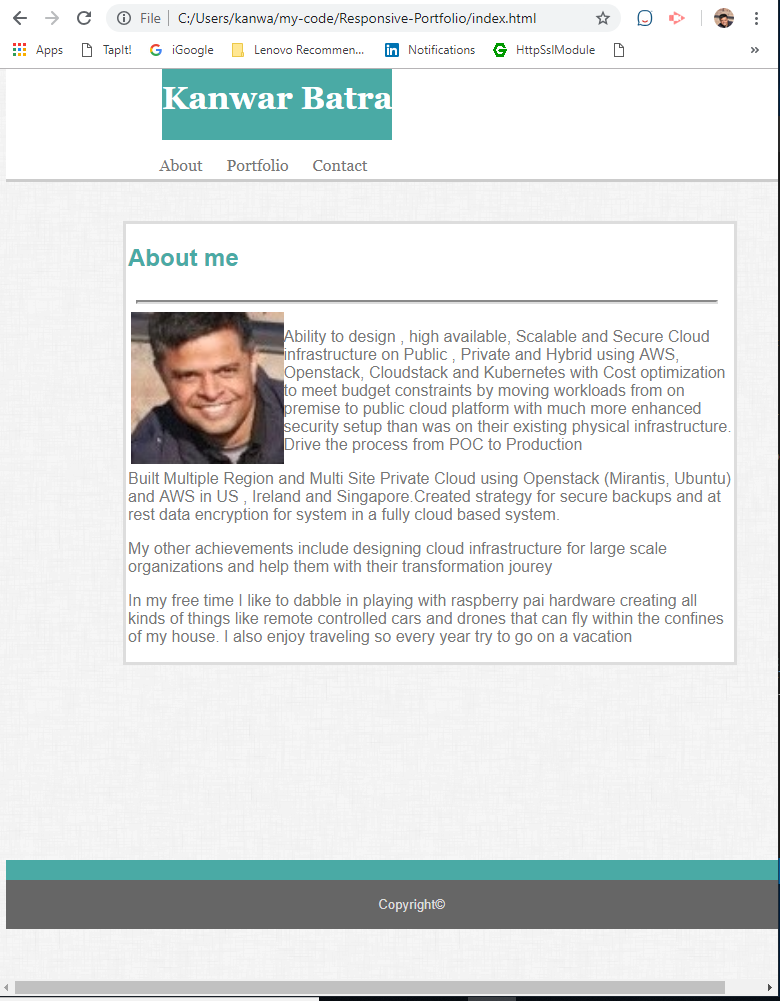 File | C:/Users/kanwa/my-code/Responsive-Portfolio/index.html
Apps TapIt! iGoogle Lenovo Recommen... Notifications HttpSslModule »
Kanwar Batra
About Portfolio Contact
About me
Ability to design , high available, Scalable and Secure Cloud
infrastructure on Public , Private and Hybrid using AWS,
Openstack, Cloudstack and Kubernetes with Cost optimization
to meet budget constraints by moving workloads from on
premise to public cloud platform with much more enhanced
security setup than was on their existing physical infrastructure.
Drive the process from POC to Production
Built Multiple Region and Multi Site Private Cloud using Openstack (Mirantis, Ubuntu)
and AWS in US , Ireland and Singapore.Created strategy for secure backups and at
rest data encryption for system in a fully cloud based system.
My other achievements include designing cloud infrastructure for large scale
organizations and help them with their transformation jourey
In my free time I like to dabble in playing with raspberry pai hardware creating all
kinds of things like remote controlled cars and drones that can fly within the confines
of my house. I also enjoy traveling so every year try to go on a vacation
Copyright©